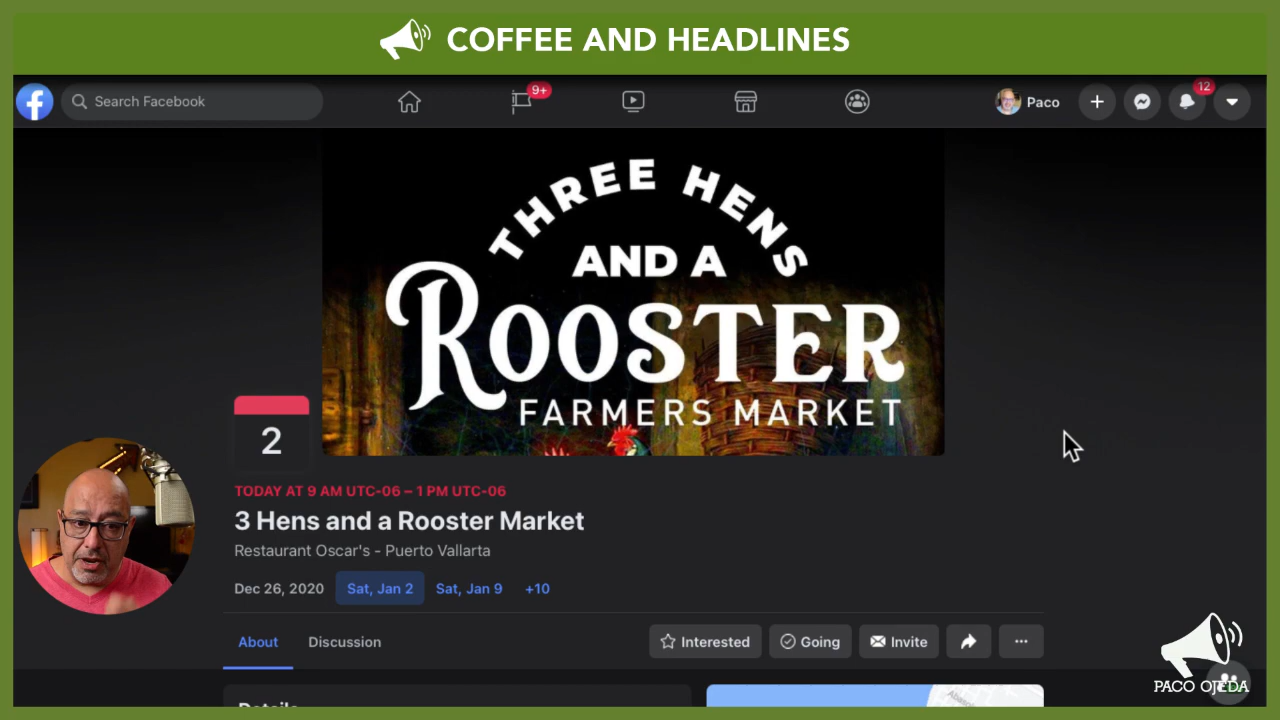 COFFEE AND HEADLINES
Search Facebook
9+
Paco
12
THREE HENS
AND A
ROOSTER
FARMERS MARKET
2
TODAY AT 9 AM UTC-06 – 1 PM UTC-06
3 Hens and a Rooster Market
Restaurant Oscar's - Puerto Vallarta
Dec 26, 2020 Sat, Jan 2 Sat, Jan 9 +10
About Discussion Interested Going Invite
Details
PACO OJEDA